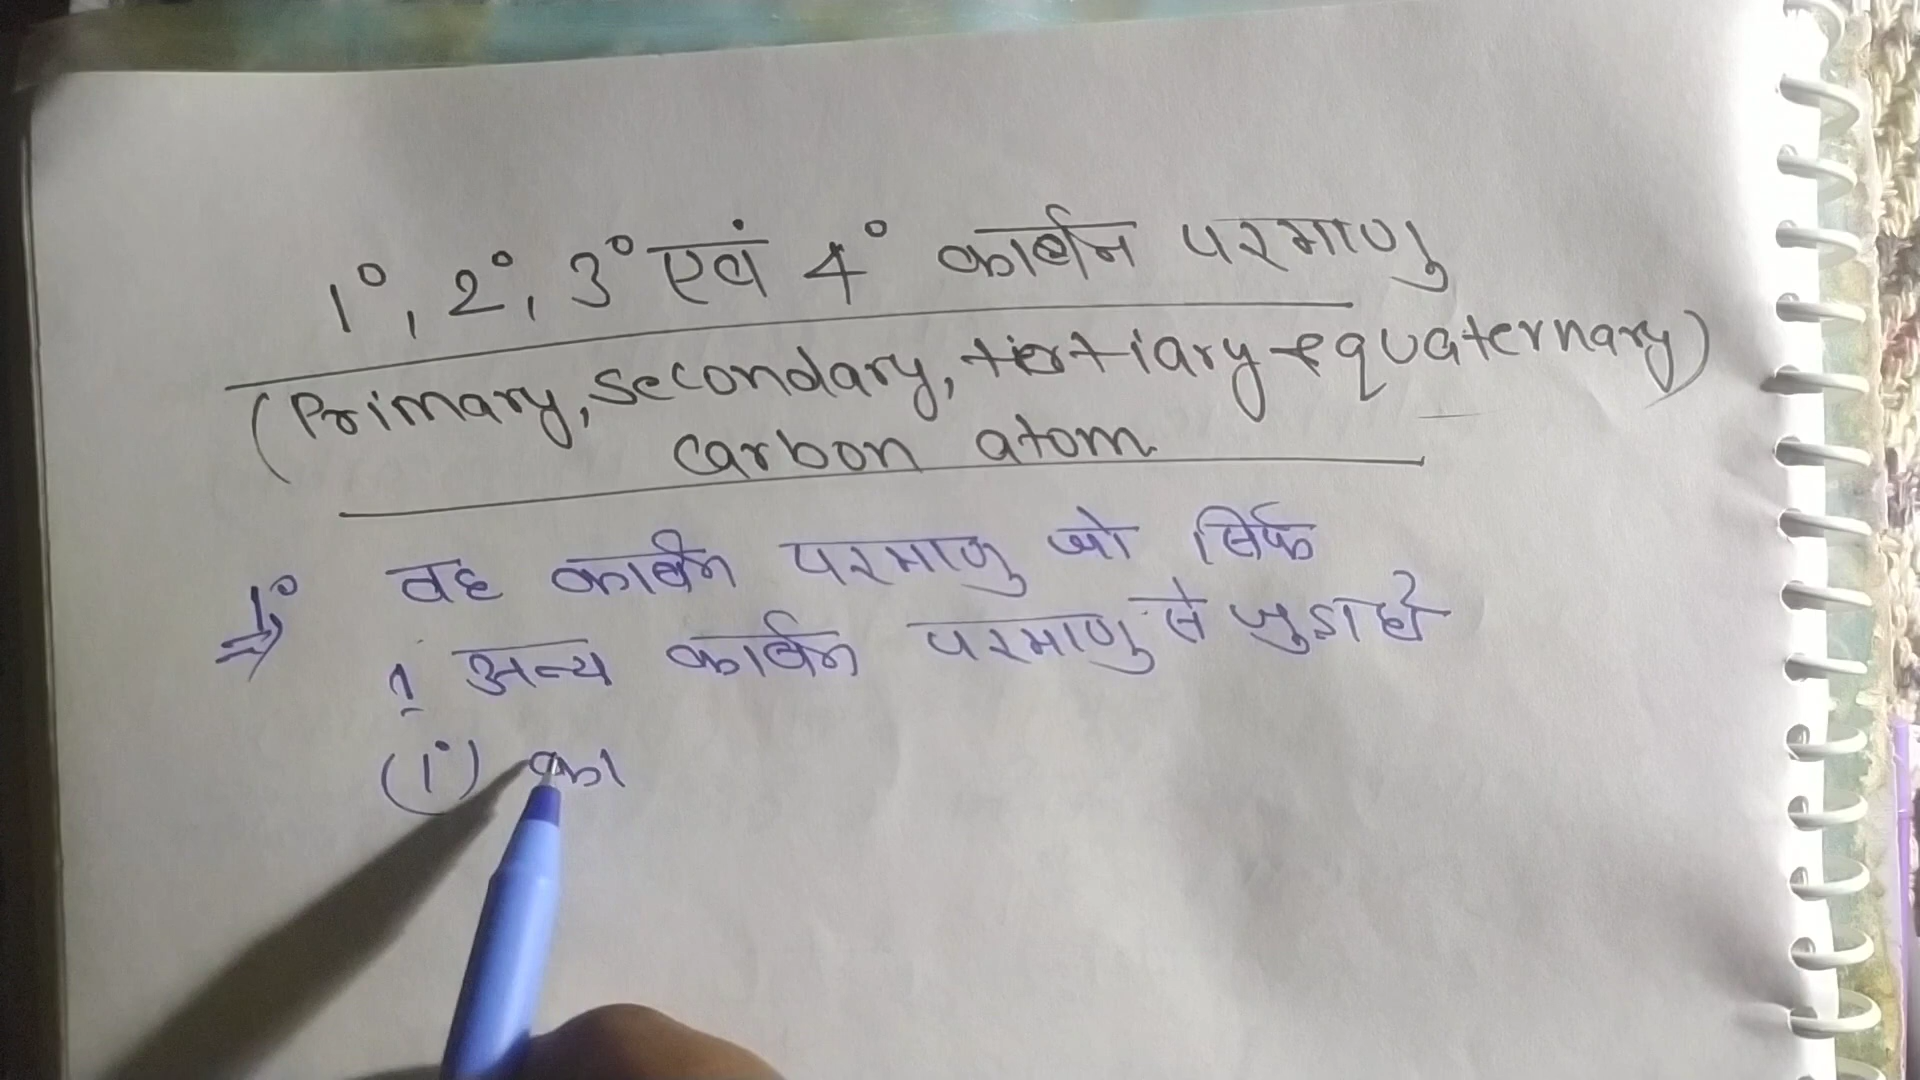 1°, 2°, 3° एवं 4° कार्बन परमाणु
(Primary, Secondary, tertiary equaternary)
carbon atom
⇒ 1° वह कार्बन परमाणु जो सिर्फ
1 अन्य कार्बन परमाणु से जुडा हो
(1°) का